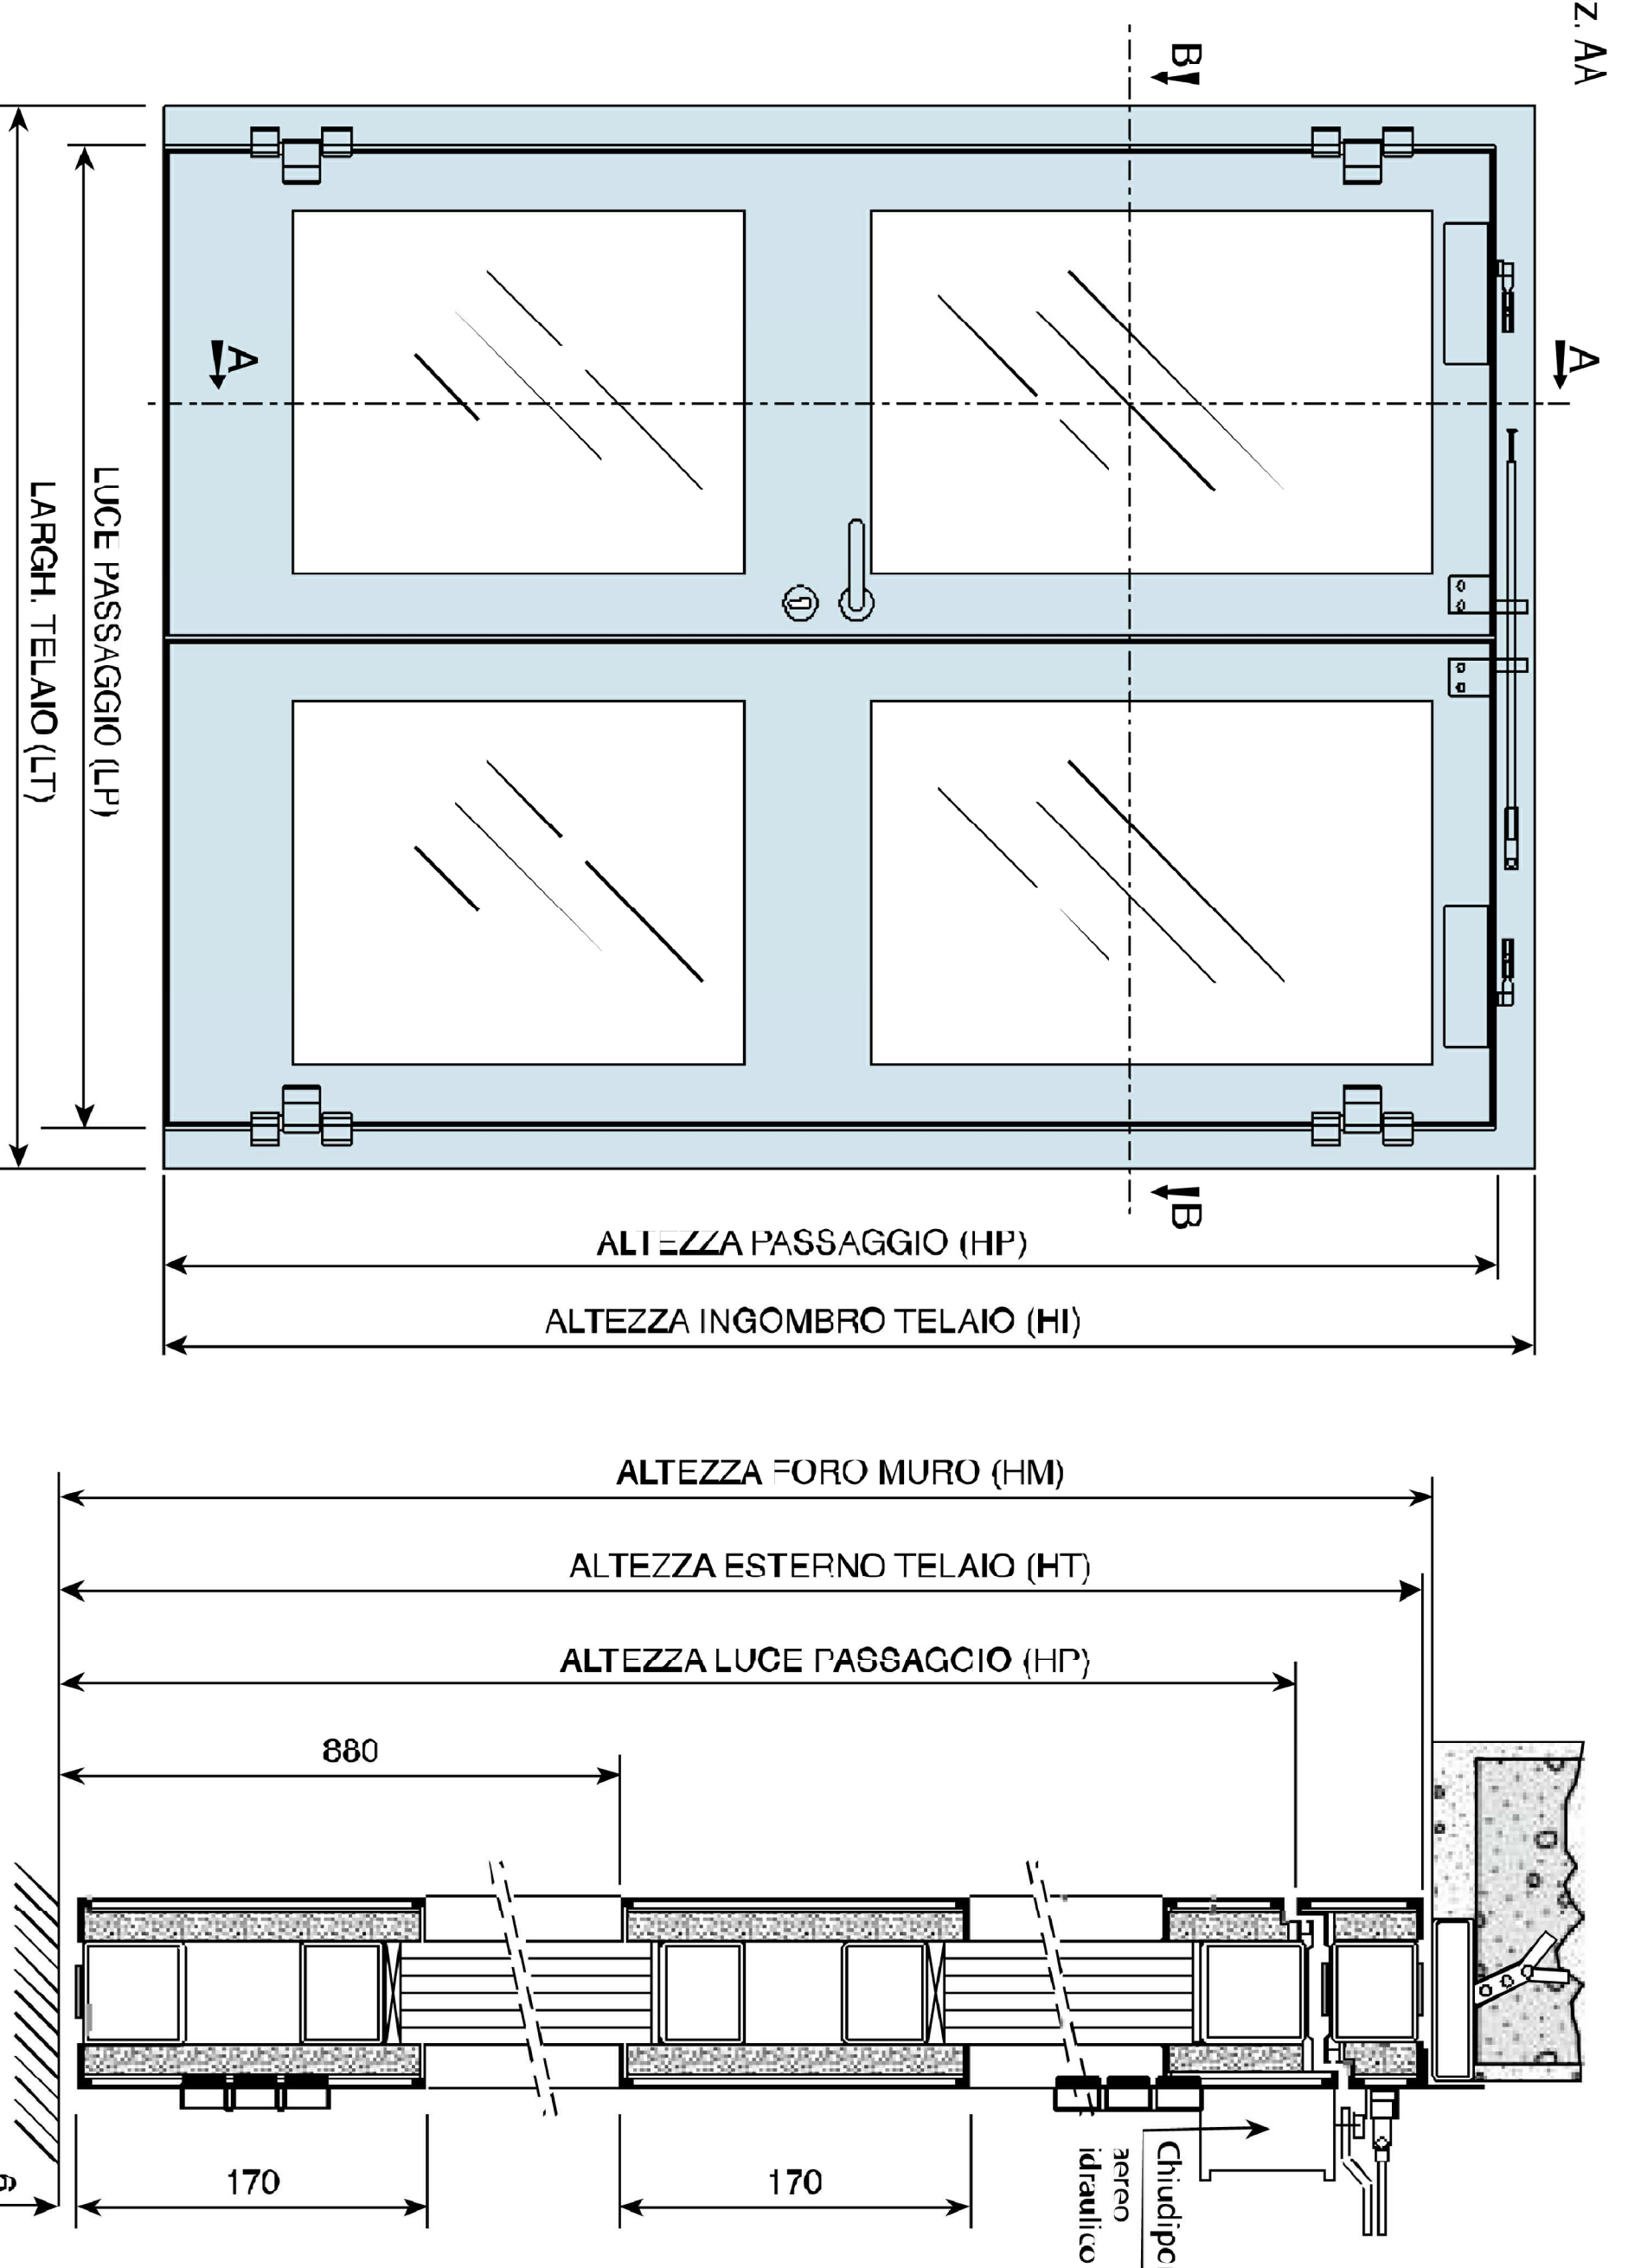 z. AA
B
B
A
A
LUCE PASSAGGIO (LP)
LARGH. TELAIO (LT)
ALTEZZA PASSAGGIO (HP)
ALTEZZA INGOMBRO TELAIO (HI)
ALTEZZA FORO MURO (HM)
ALTEZZA ESTERNO TELAIO (HT)
ALTEZZA LUCE PASSAGGIO (HP)
880
170
170
Chiudipo
aereo
idraulico